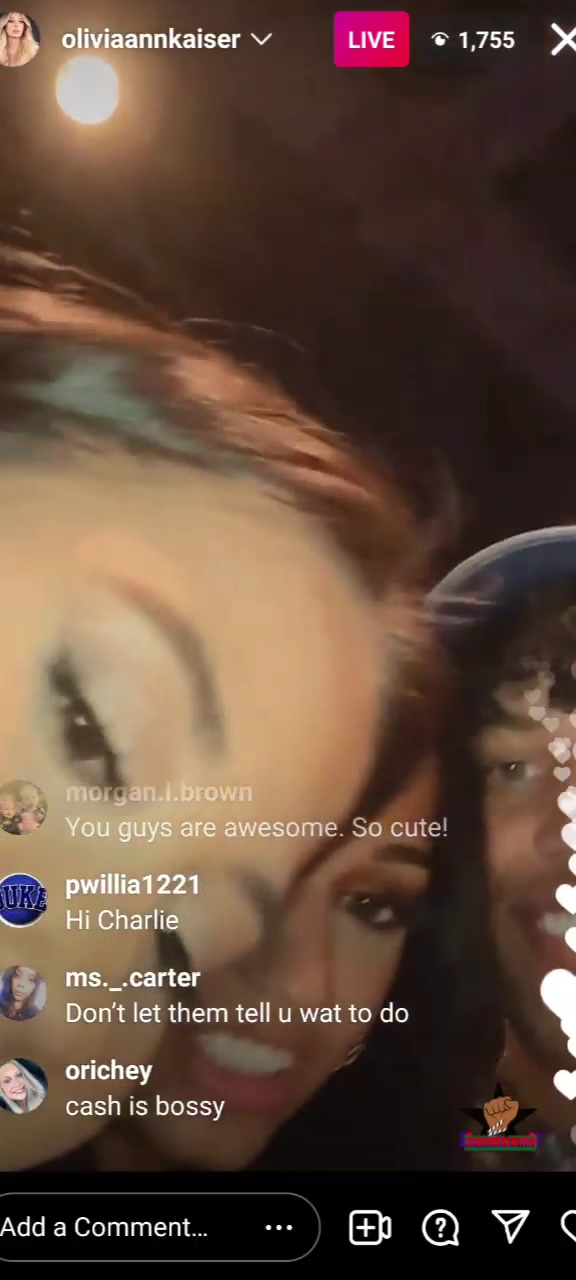 oliviaannkaiser
LIVE
1,755
morgan.l.brown
You guys are awesome. So cute!
DUKE
pwillia1221
Hi Charlie
ms._.carter
Don’t let them tell u wat to do
orichey
cash is bossy
Add a Comment...